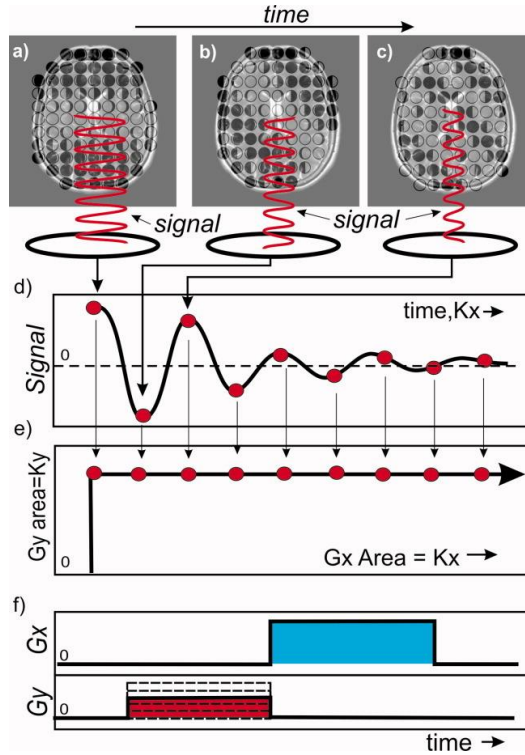 time
a)
b)
c)
signal
signal
d)
time,Kx
Signal
0
e)
Gy area=Ky
0
Gx Area = Kx
f)
Gx
0
Gy
0
time